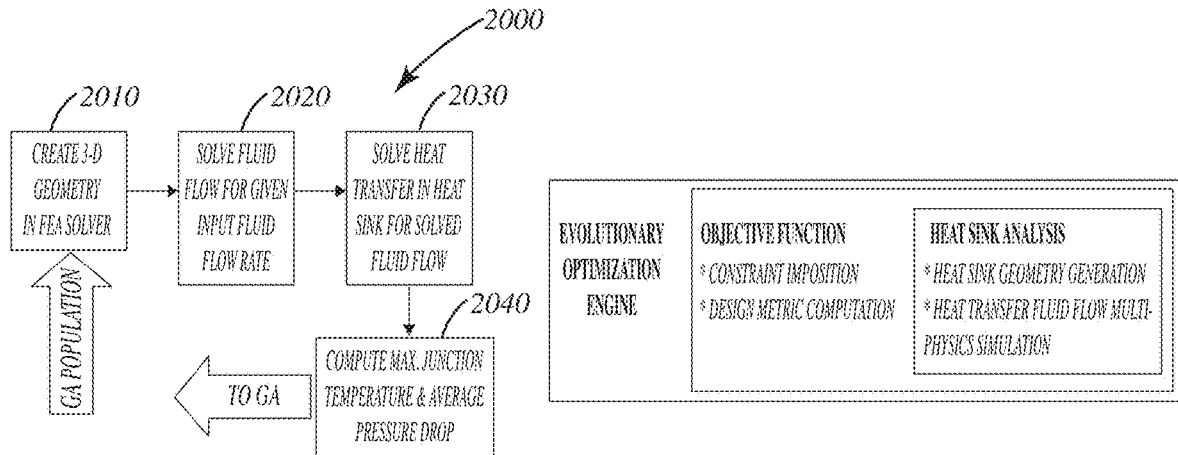 2000
2010
2020
2030
CREATE 3-D
GEOMETRY
IN FEA SOLVER
SOLVE FLUID
FLOW FOR GIVEN
INPUT FLUID
FLOW RATE
SOLVE HEAT
TRANSFER IN HEAT
SINK FOR SOLVED
FLUID FLOW
GA POPULATION
TO GA
2040
COMPUTE MAX. JUNCTION
TEMPERATURE & AVERAGE
PRESSURE DROP
EVOLUTIONARY
OPTIMIZATION
ENGINE
OBJECTIVE FUNCTION
* CONSTRAINT IMPOSITION
* DESIGN METRIC COMPUTATION
HEAT SINK ANALYSIS
* HEAT SINK GEOMETRY GENERATION
* HEAT TRANSFER FLUID FLOW MULTI-
PHYSICS SIMULATION